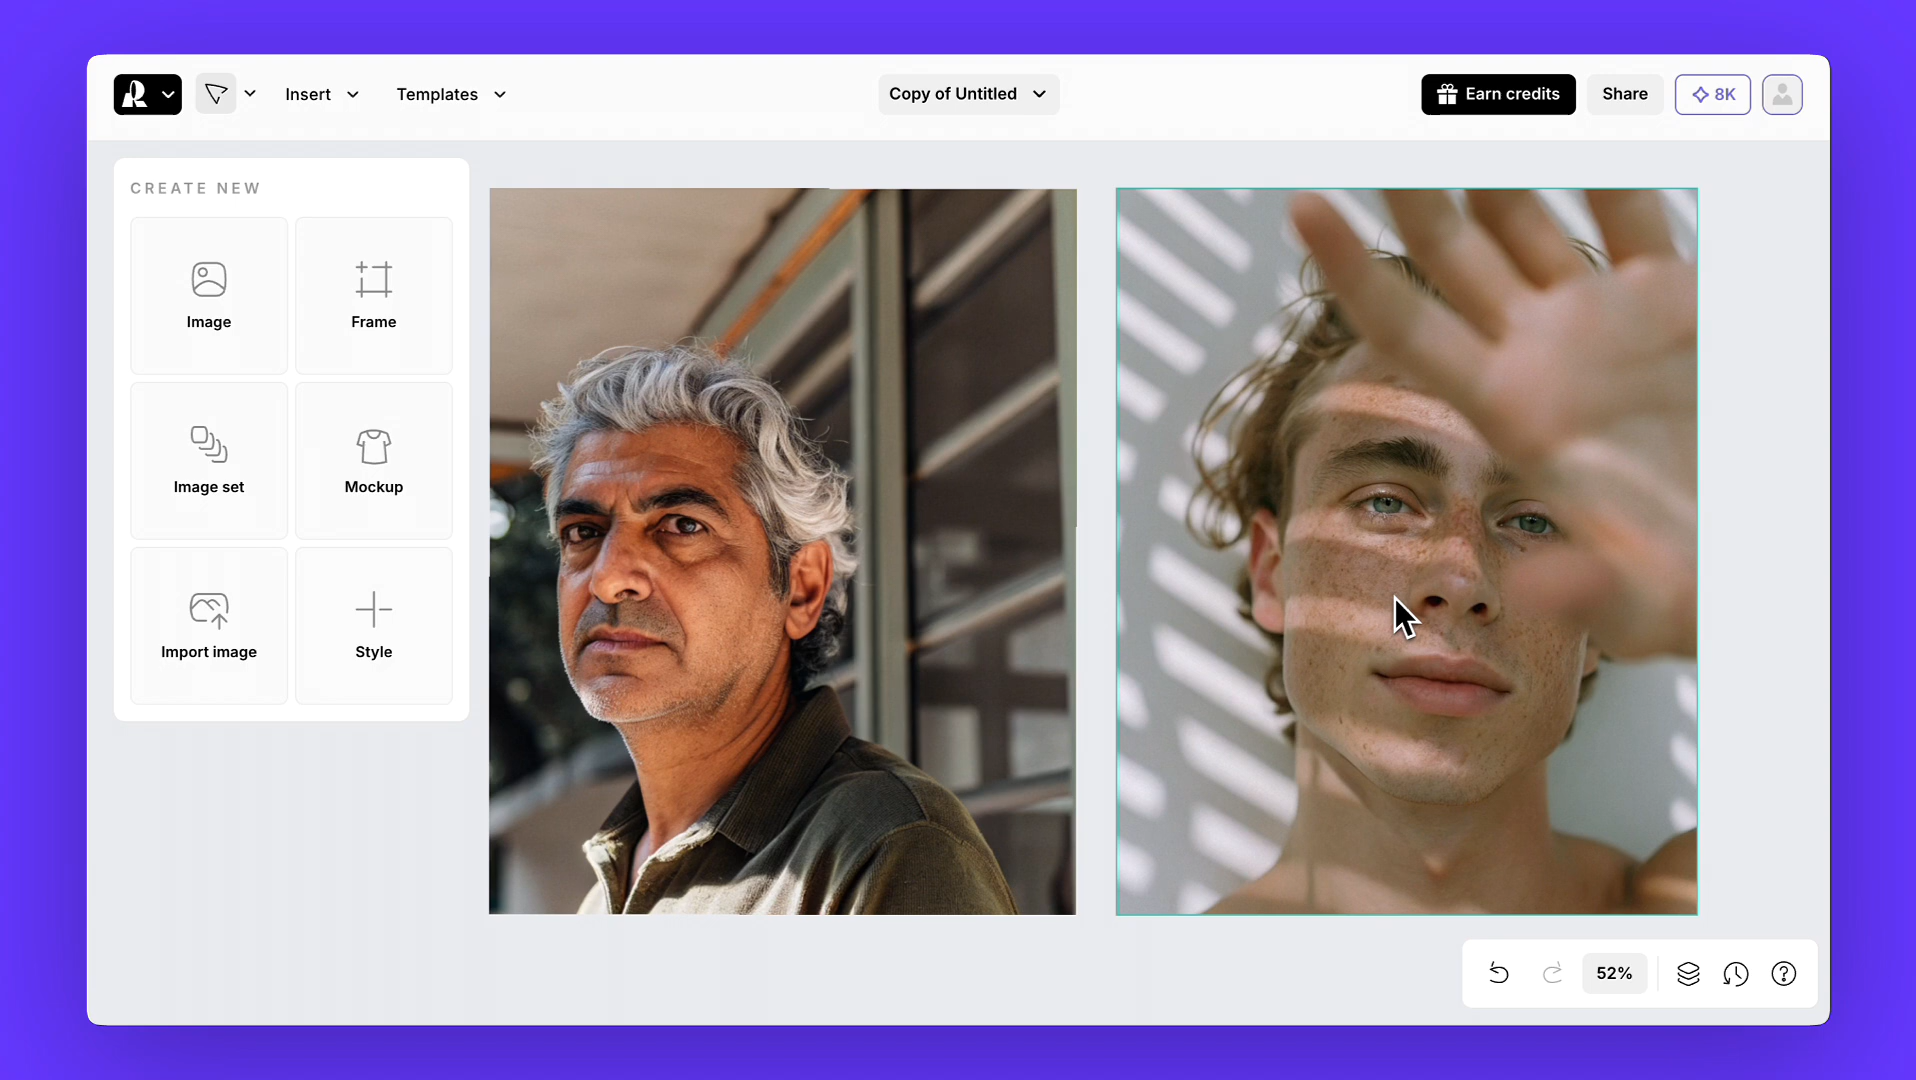 Insert
Templates
Copy of Untitled
Earn credits
Share
8K
CREATE NEW
Image
Frame
Image set
Mockup
Import image
Style
52%